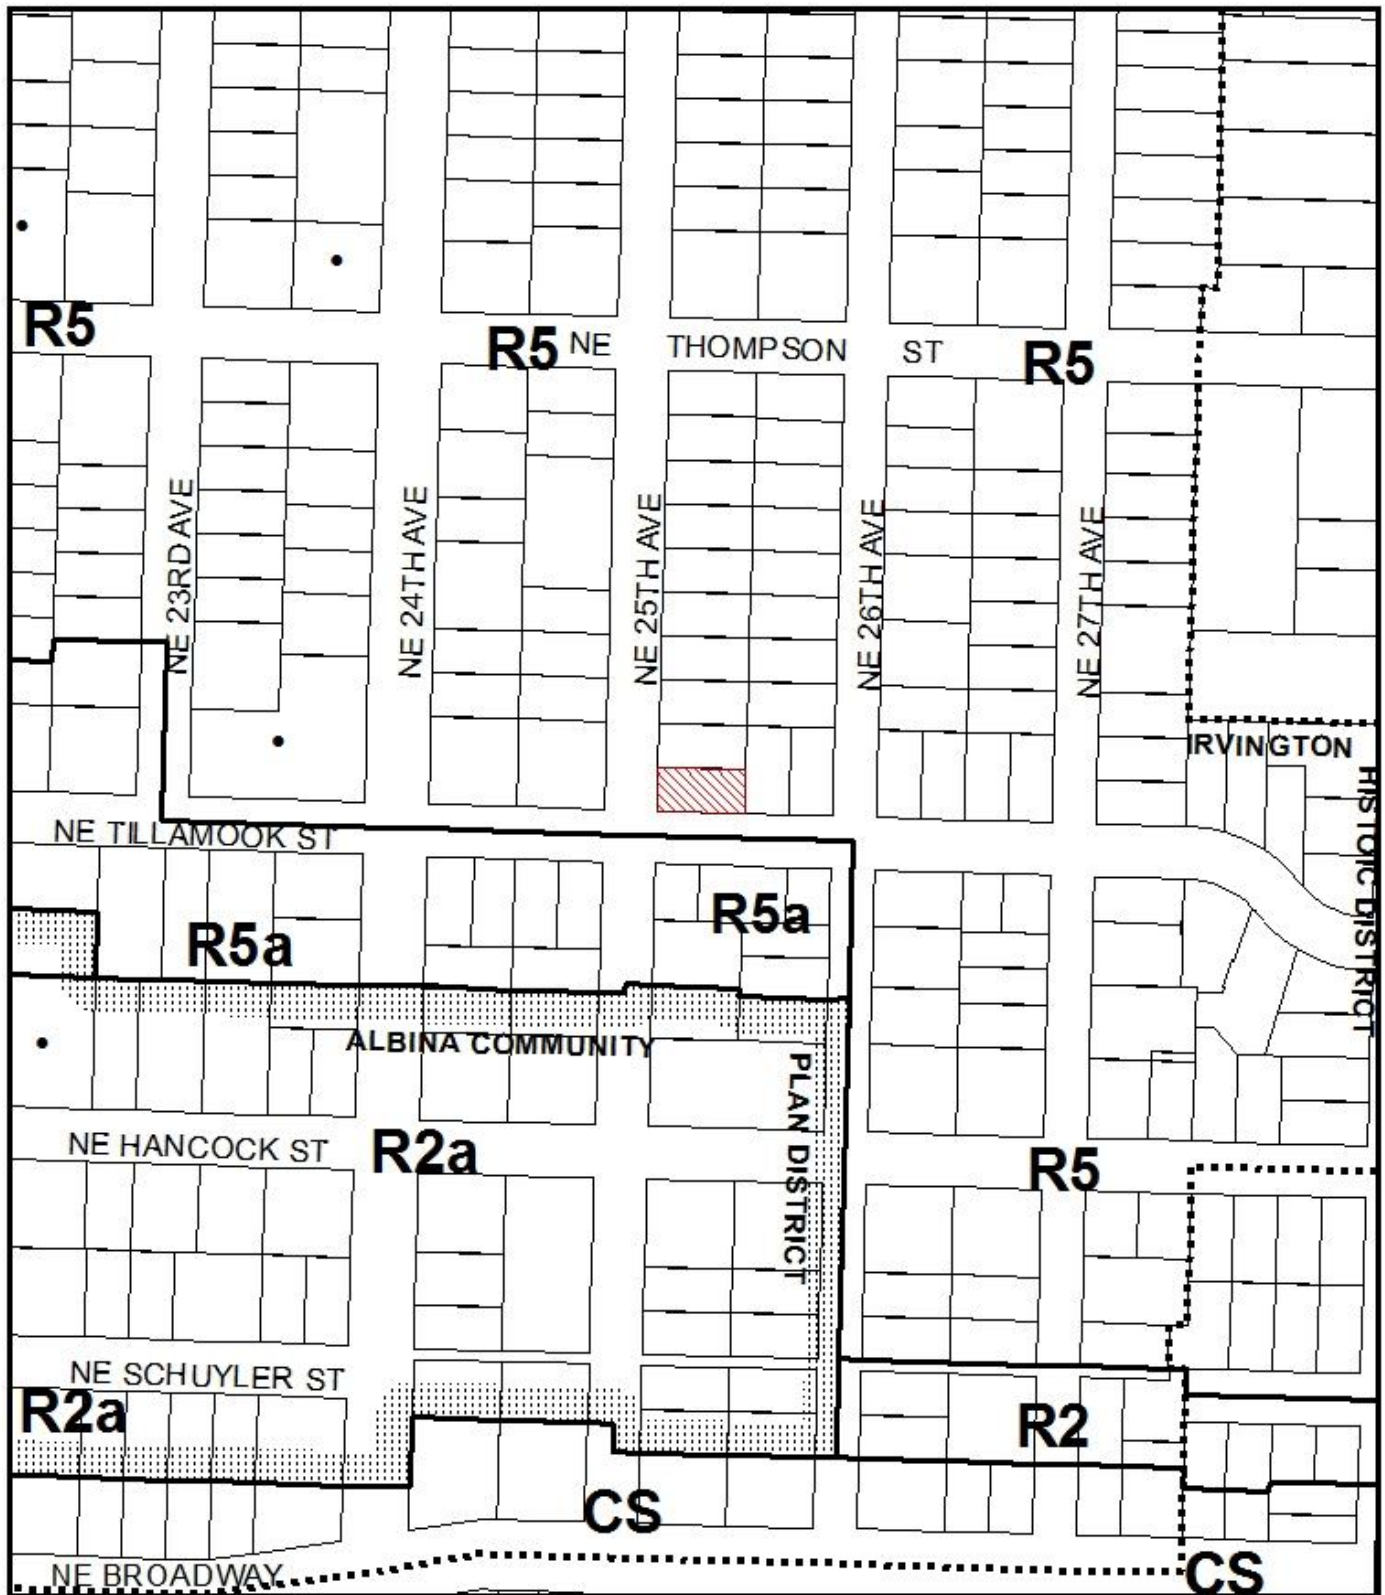 R5
R5
NE THOMPSON ST
R5
NE 23RD AVE
NE 24TH AVE
NE 25TH AVE
NE 26TH AVE
NE 27TH AVE
IRVINGTON
HISTOIC DISTRICT
NE TILLAMOOK ST
R5a
R5a
ALBINA COMMUNITY
PLAN DISTRICT
NE HANCOCK ST
R2a
R5
NE SCHUYLER ST
R2a
R2
CS
NE BROADWAY
CS